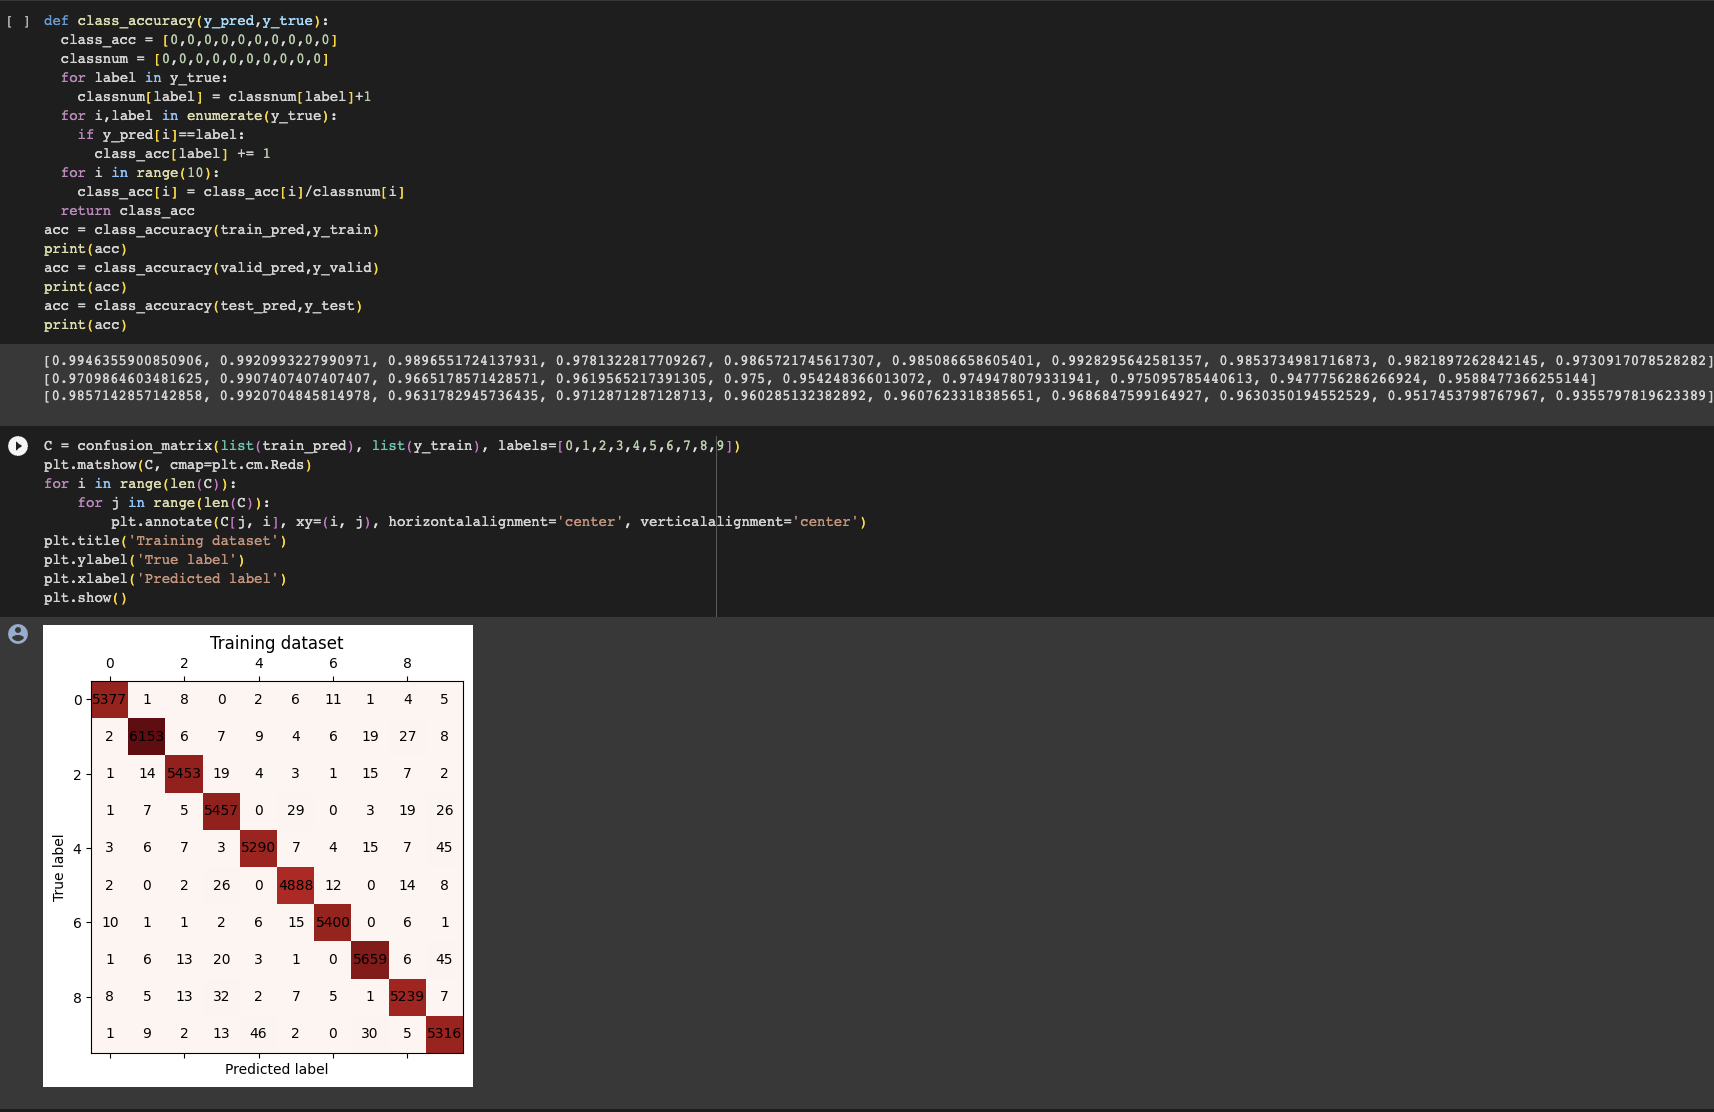 [ ] def class_accuracy(y_pred,y_true):
class_acc = [0,0,0,0,0,0,0,0,0,0]
classnum = [0,0,0,0,0,0,0,0,0,0]
for label in y_true:
classnum[label] = classnum[label]+1
for i,label in enumerate(y_true):
if y_pred[i]==label:
class_acc[label] += 1
for i in range(10):
class_acc[i] = class_acc[i]/classnum[i]
return class_acc
acc = class_accuracy(train_pred,y_train)
print(acc)
acc = class_accuracy(valid_pred,y_valid)
print(acc)
acc = class_accuracy(test_pred,y_test)
print(acc)
[0.9946355900850906, 0.9920993227990971, 0.9896551724137931, 0.9781322817709267, 0.9865721745617307, 0.985086658605401, 0.9928295642581357, 0.9853734981716873, 0.9821897262842145, 0.9730917078528282]
[0.9709864603481625, 0.9907407407407407, 0.9665178571428571, 0.9619565217391305, 0.975, 0.954248366013072, 0.9749478079331941, 0.975095785440613, 0.9477756286266924, 0.9588477366255144]
[0.9857142857142858, 0.9920704845814978, 0.9631782945736435, 0.9712871287128713, 0.960285132382892, 0.9607623318385651, 0.9686847599164927, 0.9630350194552529, 0.9517453798767967, 0.9355797819623389]
C = confusion_matrix(list(train_pred), list(y_train), labels=[0,1,2,3,4,5,6,7,8,9])
plt.matshow(C, cmap=plt.cm.Reds)
for i in range(len(C)):
for j in range(len(C)):
plt.annotate(C[j, i], xy=(i, j), horizontalalignment='center', verticalalignment='center')
plt.title('Training dataset')
plt.ylabel('True label')
plt.xlabel('Predicted label')
plt.show()
Training dataset
0 2 4 6 8
0 5377 1 8 0 2 6 11 1 4 5
2 6153 6 7 9 4 6 19 27 8
2 1 14 5453 19 4 3 1 15 7 2
1 7 5 5457 0 29 0 3 19 26
4 3 6 7 3 5290 7 4 15 7 45
2 0 2 26 0 4888 12 0 14 8
6 10 1 1 2 6 15 5400 0 6 1
1 6 13 20 3 1 0 5659 6 45
8 8 5 13 32 2 7 5 1 5239 7
1 9 2 13 46 2 0 30 5 5316
True label
Predicted label